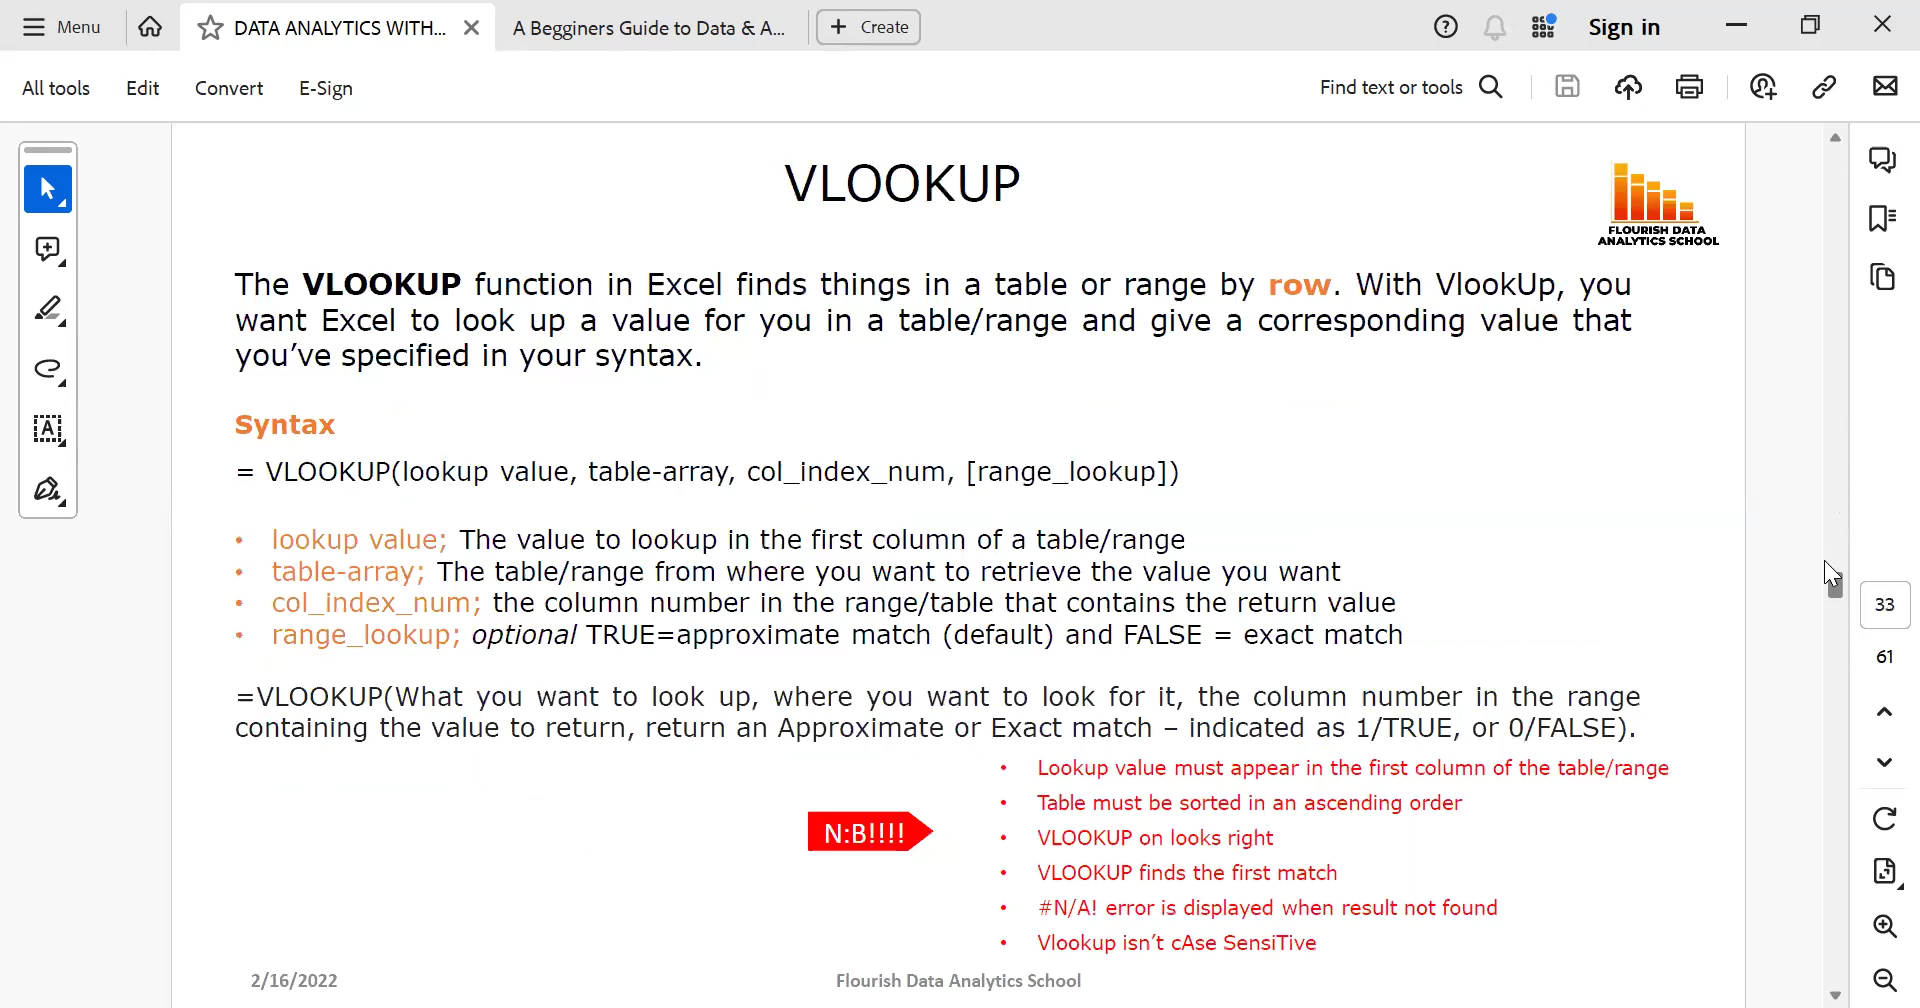 Menu
DATA ANALYTICS WITH...
A Begginers Guide to Data & A...
+ Create
Sign in
All tools
Edit
Convert
E-Sign
Find text or tools
VLOOKUP
FLOURISH DATA
ANALYTICS SCHOOL
The VLOOKUP function in Excel finds things in a table or range by row. With VlookUp, you
want Excel to look up a value for you in a table/range and give a corresponding value that
you've specified in your syntax.
Syntax
= VLOOKUP(lookup value, table-array, col_index_num, [range_lookup])
• lookup value; The value to lookup in the first column of a table/range
• table-array; The table/range from where you want to retrieve the value you want
• col_index_num; the column number in the range/table that contains the return value
• range_lookup; optional TRUE=approximate match (default) and FALSE = exact match
=VLOOKUP(What you want to look up, where you want to look for it, the column number in the range
containing the value to return, return an Approximate or Exact match – indicated as 1/TRUE, or 0/FALSE).
N:B!!!!
• Lookup value must appear in the first column of the table/range
• Table must be sorted in an ascending order
• VLOOKUP on looks right
• VLOOKUP finds the first match
• #N/A! error is displayed when result not found
• Vlookup isn't cAse SensiTive
2/16/2022
Flourish Data Analytics School
33
61